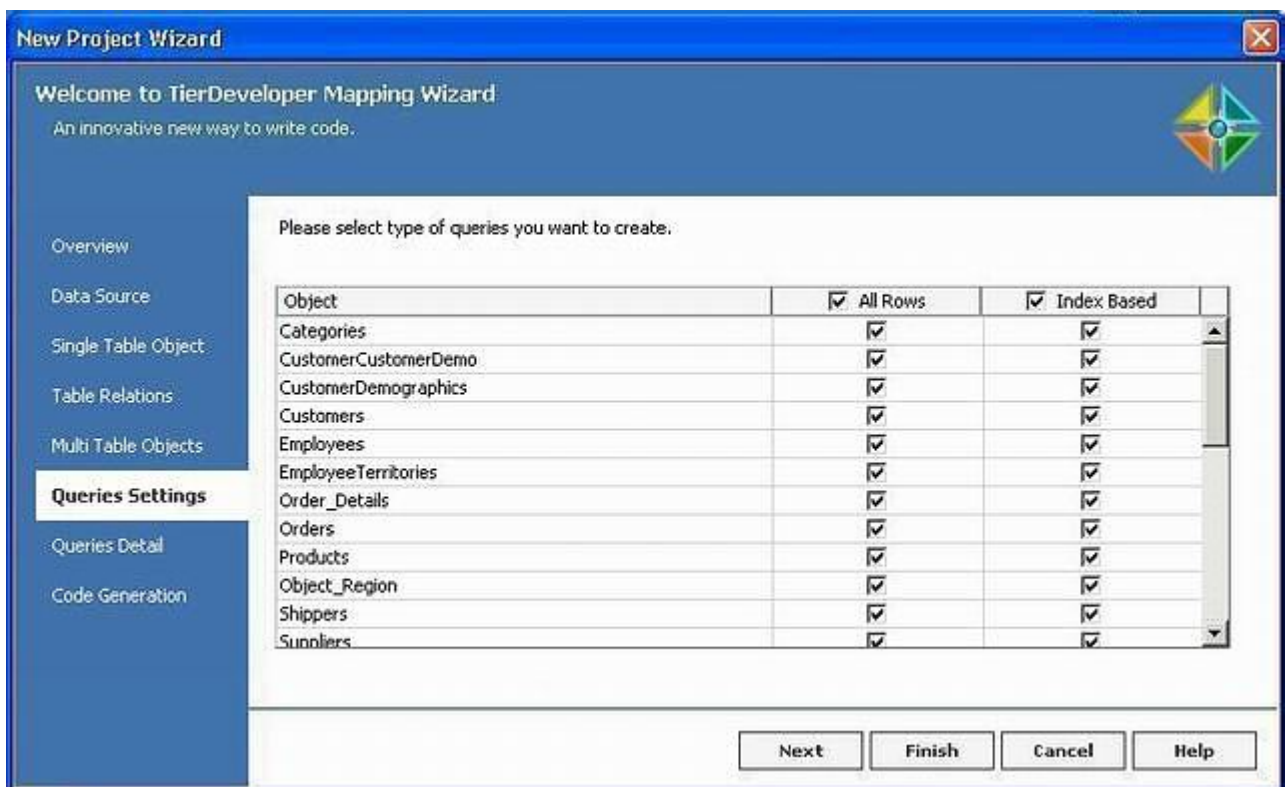 New Project Wizard
Welcome to TierDeveloper Mapping Wizard
An innovative new way to write code.
Overview
Data Source
Single Table Object
Table Relations
Multi Table Objects
Queries Settings
Queries Detail
Code Generation
Please select type of queries you want to create.
Object All Rows Index Based
Categories
CustomerCustomerDemo
CustomerDemographics
Customers
Employees
EmployeeTerritories
Order_Details
Orders
Products
Object_Region
Shippers
Suppliers
Next Finish Cancel Help